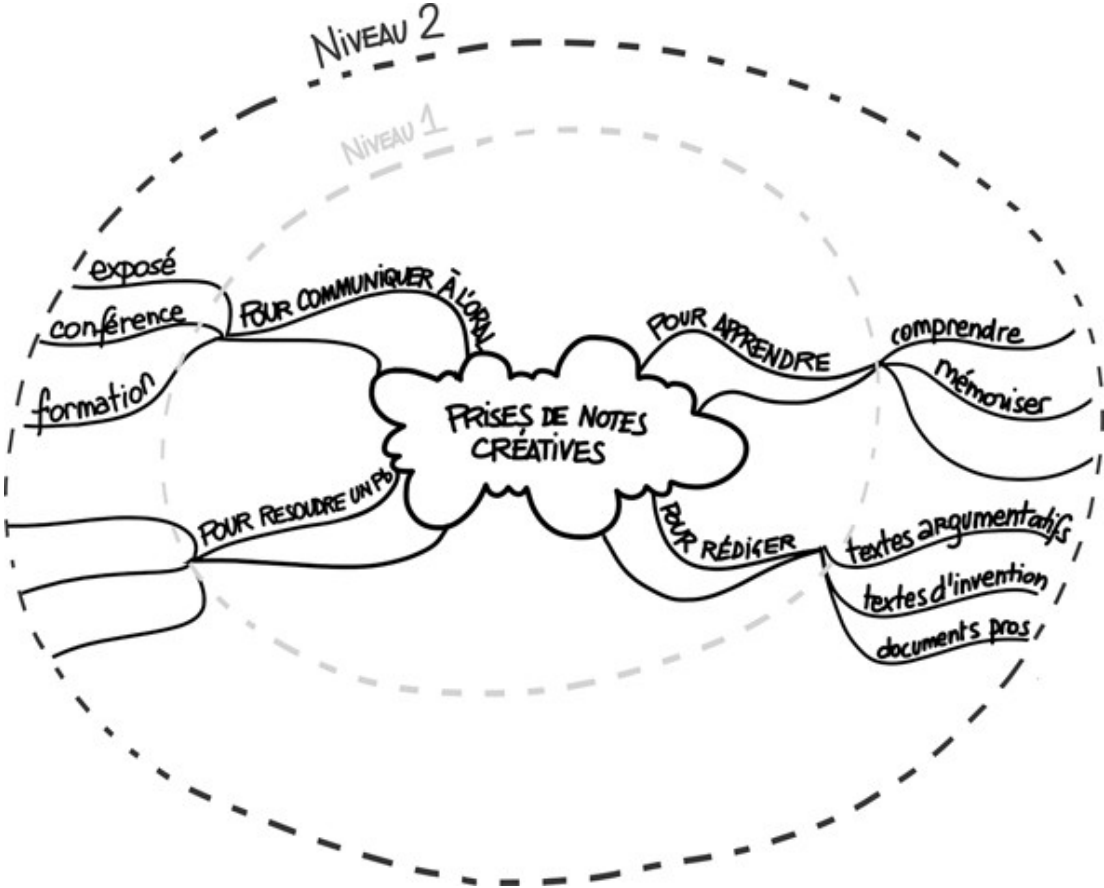 NIVEAU 2
NIVEAU 1
PRISES DE NOTES
CRÉATIVES
POUR APPRENDRE
comprendre
mémoriser
POUR RÉDIGER
textes argumentatifs
textes d'invention
documents pros
POUR RESOUDRE UN Pb
POUR COMMUNIQUER À L'ORAL
exposé
conférence
formation